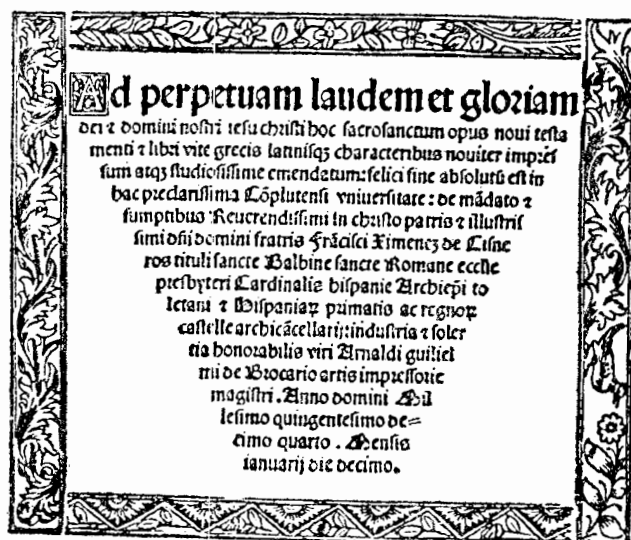 Ad perpetuam laudem et gloriam
dei ⁊ domini nostri iesu christi hoc sacrosanctum opus noui testa
menti ⁊ libri vite grecis latinisqꝫ characteribus nouiter impres̃
sum atqꝫ studiosissime emendatum: felici fine absolutũ est in
hac preclarissima Cõplutensi vniuersitate: de mãdato ⁊
sumptibus Reuerendissimi in christo patris ⁊ illustris
simi dñi domini fratris Frãcisci Ximenez de Cisne
ros tituli sancte Balbine sancte Romane eccle
presbyteri Cardinalis hispanie Archiep̃i to
letani ⁊ Hispaniaꝝ primatis ac regnoꝝ
castelle archicãcellarij: industria ⁊ soler
tia honorabilis viri Arnaldi guiliel
mi de Brocario artis impressorie
magistri. Anno domini Mil
lesimo quingentesimo de=
cimo quarto. Mensis
ianuarij die decimo.